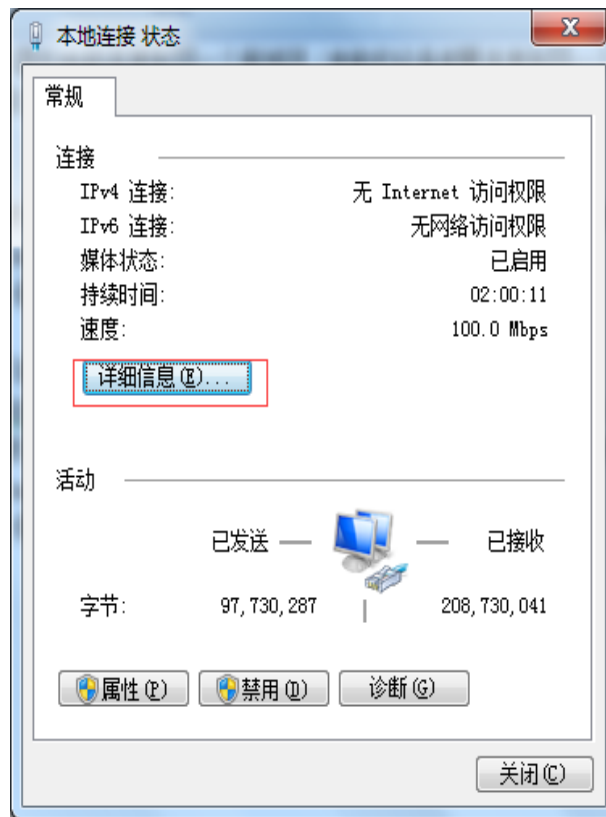 本地连接 状态
常规
连接
IPv4 连接: 无 Internet 访问权限
IPv6 连接: 无网络访问权限
媒体状态: 已启用
持续时间: 02:00:11
速度: 100.0 Mbps
详细信息(E)...
活动
已发送 — — 已接收
字节: 97,730,287 | 208,730,041
属性(P) 禁用(D) 诊断(G)
关闭(C)